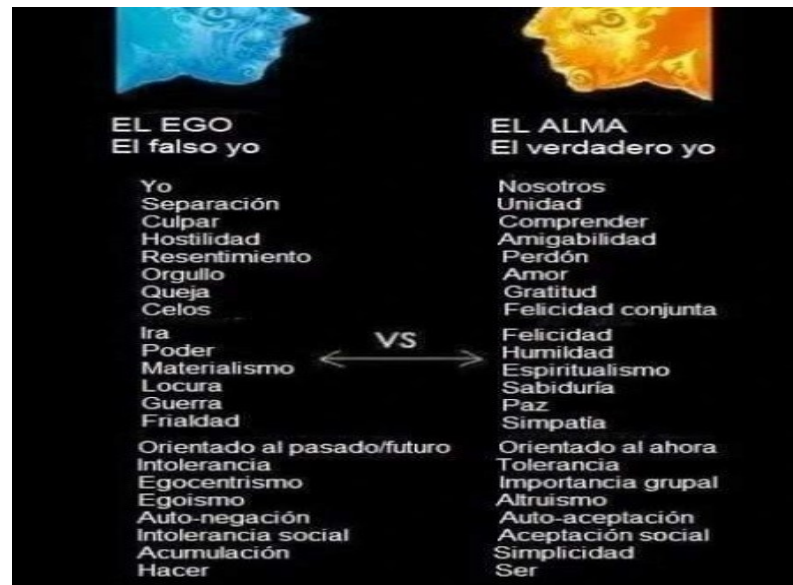 EL EGO
El falso yo
Yo
Separación
Culpar
Hostilidad
Resentimiento
Orgullo
Queja
Celos
Ira
Poder
Materialismo
Locura
Guerra
Frialdad
Orientado al pasado/futuro
Intolerancia
Egocentrismo
Egoísmo
Auto-negación
Intolerancia social
Acumulación
Hacer
VS
EL ALMA
El verdadero yo
Nosotros
Unidad
Comprender
Amigabilidad
Perdón
Amor
Gratitud
Felicidad conjunta
Felicidad
Humildad
Espiritualismo
Sabiduría
Paz
Simpatía
Orientado al ahora
Tolerancia
Importancia grupal
Altruismo
Auto-aceptación
Aceptación social
Simplicidad
Ser